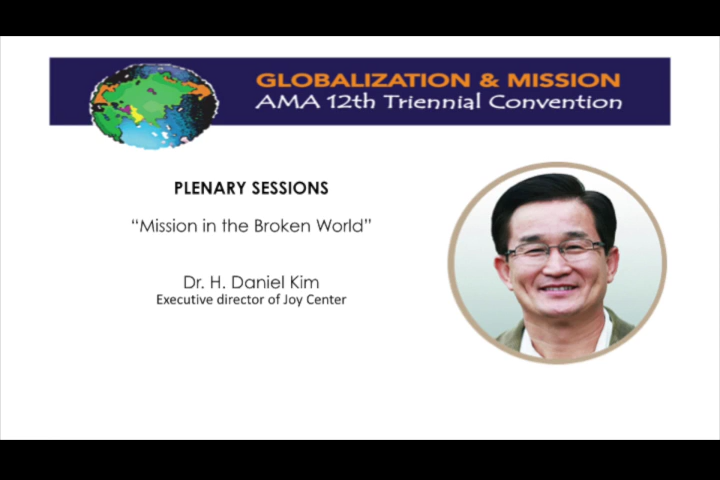 GLOBALIZATION & MISSION
AMA 12th Triennial Convention
PLENARY SESSIONS
“Mission in the Broken World”
Dr. H. Daniel Kim
Executive director of Joy Center